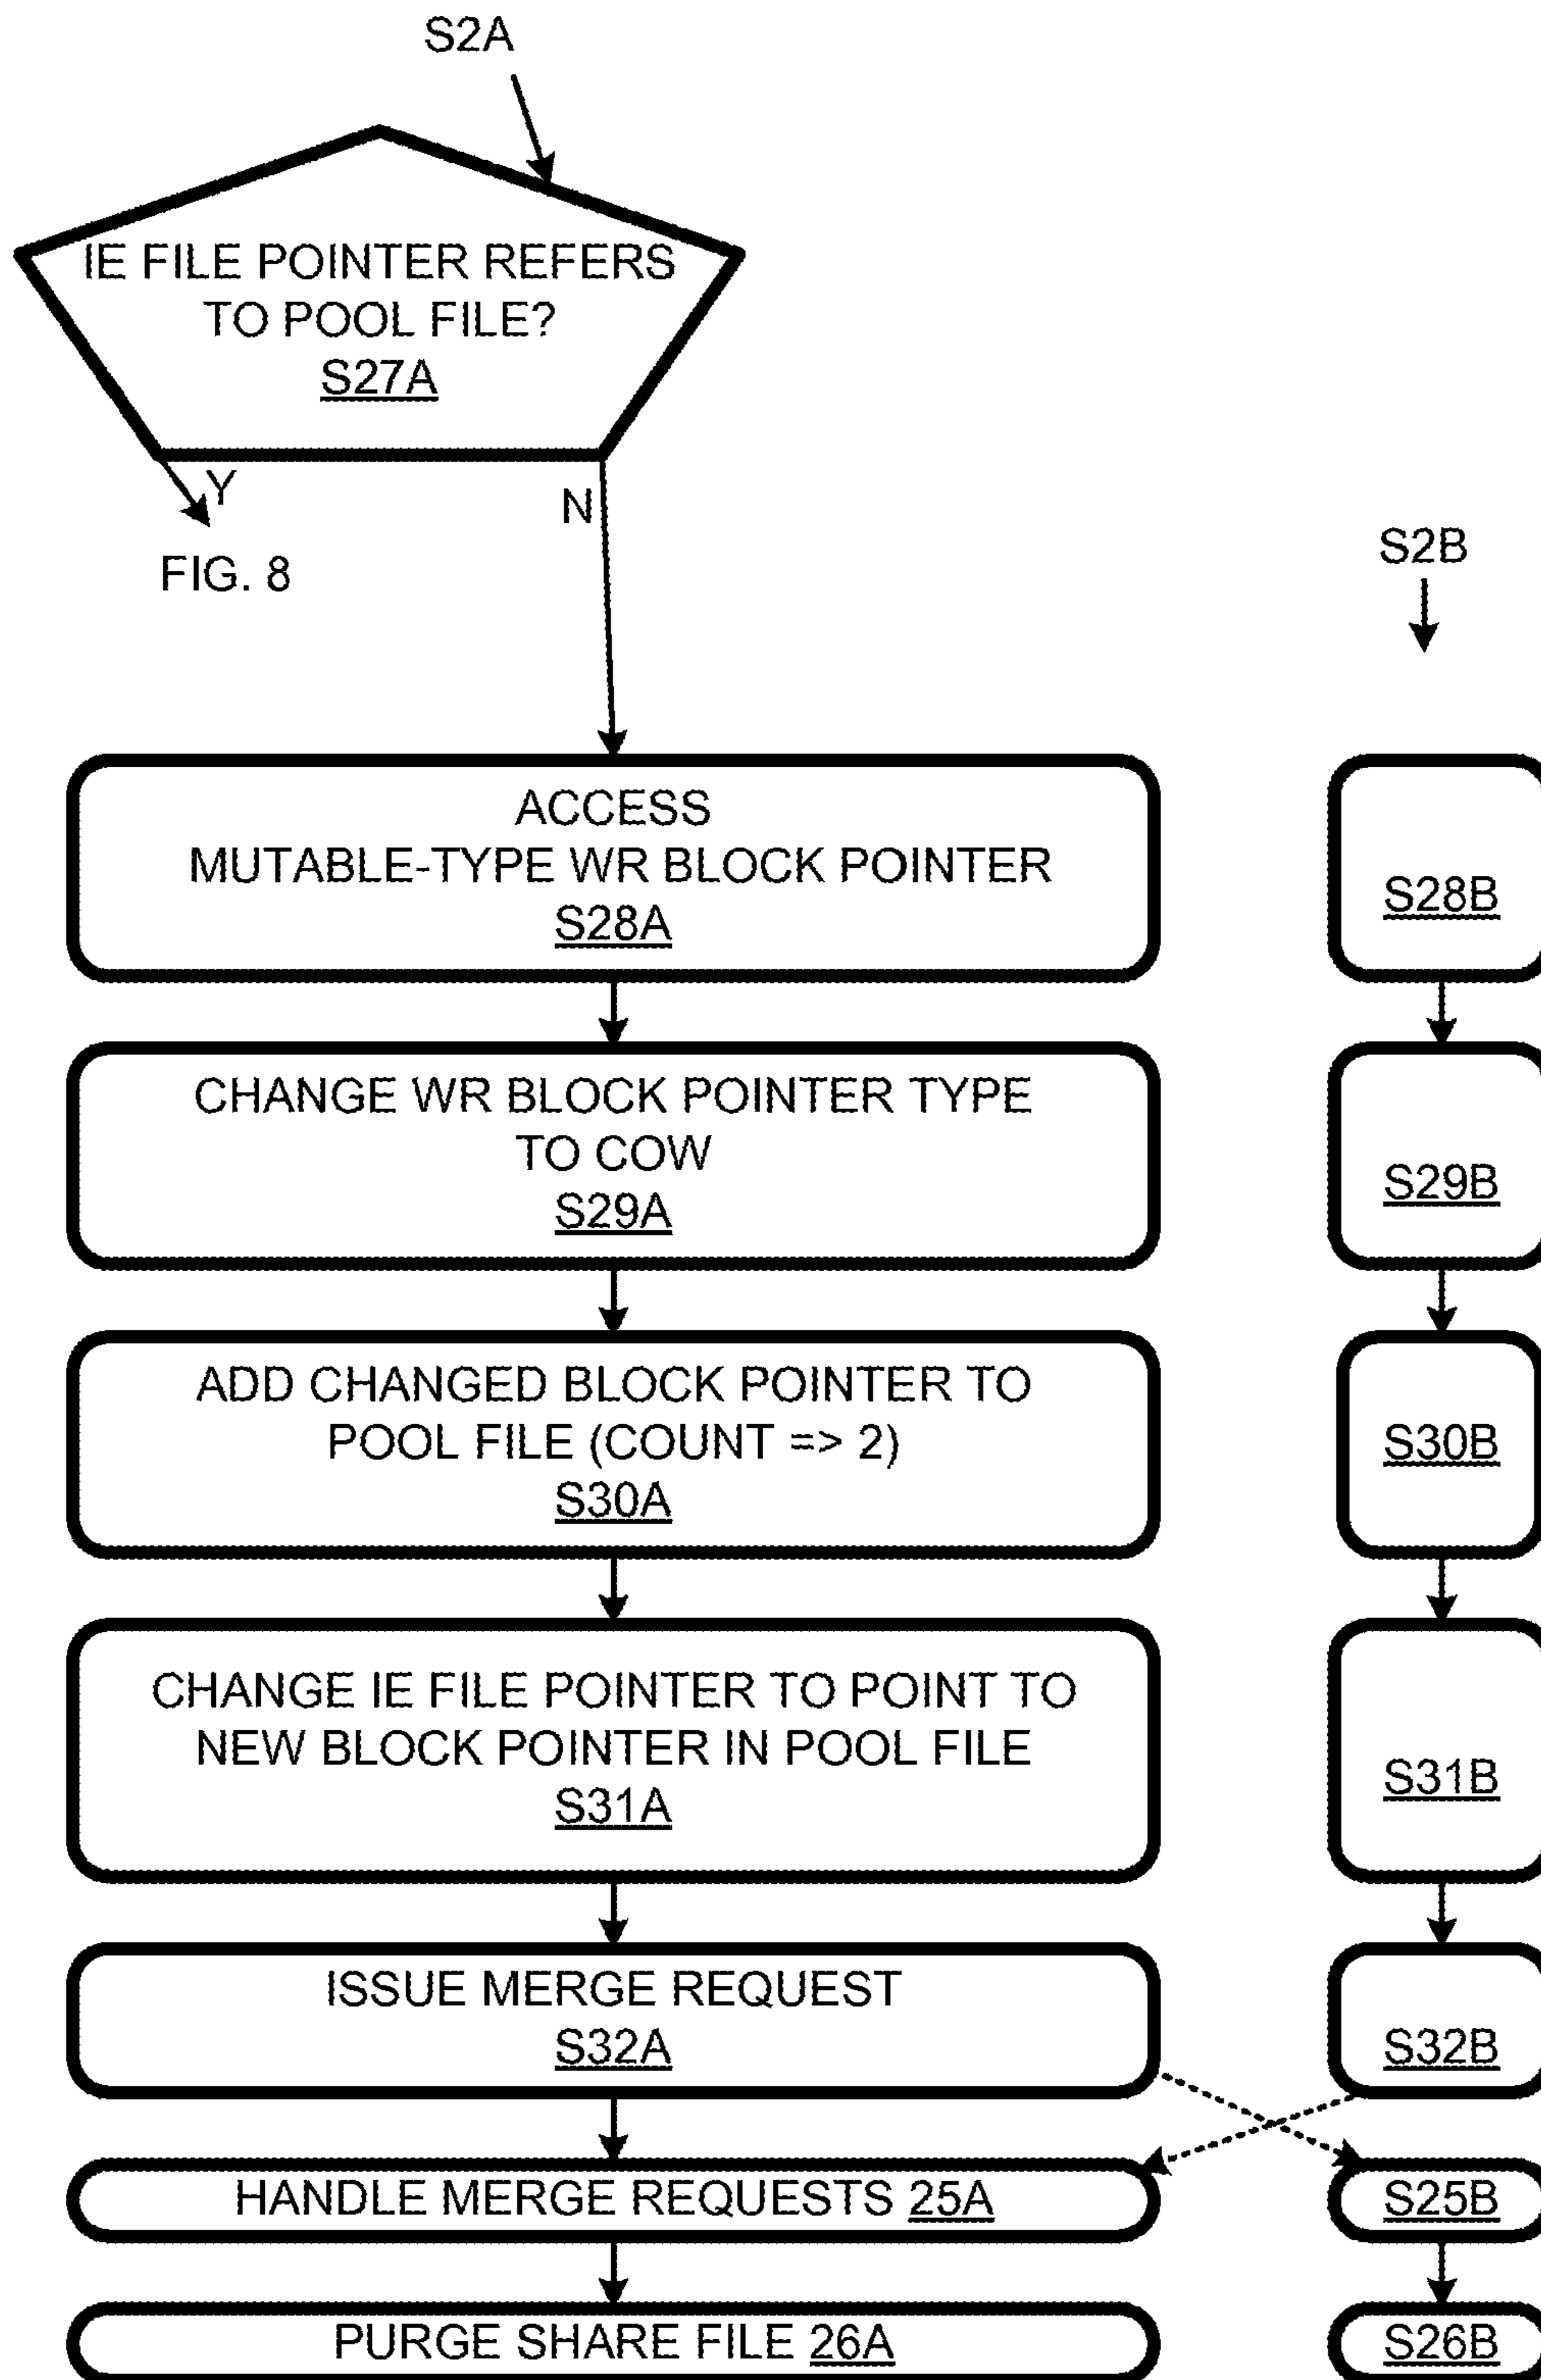 S2A
IE FILE POINTER REFERS
TO POOL FILE?
S27A
Y
N
FIG. 8
S2B
ACCESS
MUTABLE-TYPE WR BLOCK POINTER
S28A
S28B
CHANGE WR BLOCK POINTER TYPE
TO COW
S29A
S29B
ADD CHANGED BLOCK POINTER TO
POOL FILE (COUNT => 2)
S30A
S30B
CHANGE IE FILE POINTER TO POINT TO
NEW BLOCK POINTER IN POOL FILE
S31A
S31B
ISSUE MERGE REQUEST
S32A
S32B
HANDLE MERGE REQUESTS 25A
S25B
PURGE SHARE FILE 26A
S26B